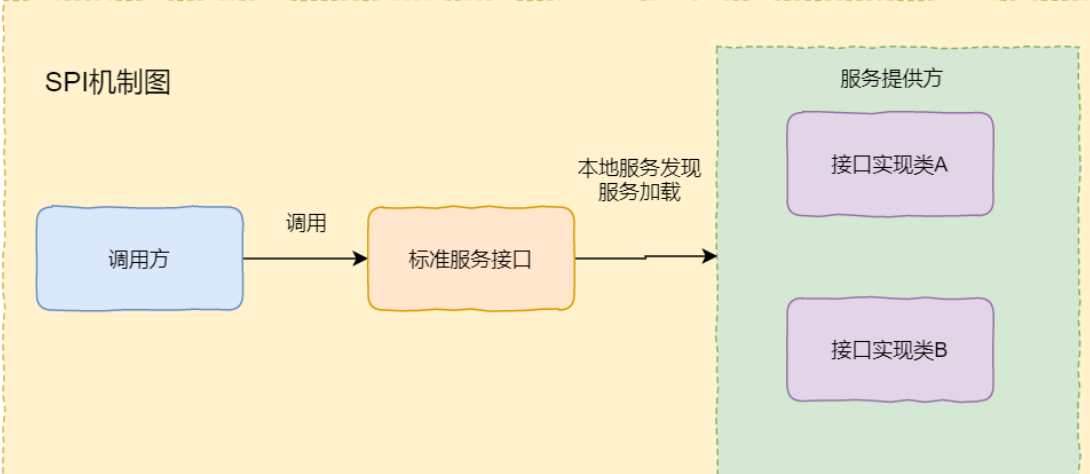 SPI机制图
服务提供方
接口实现类A
本地服务发现
服务加载
调用
调用方
标准服务接口
接口实现类B